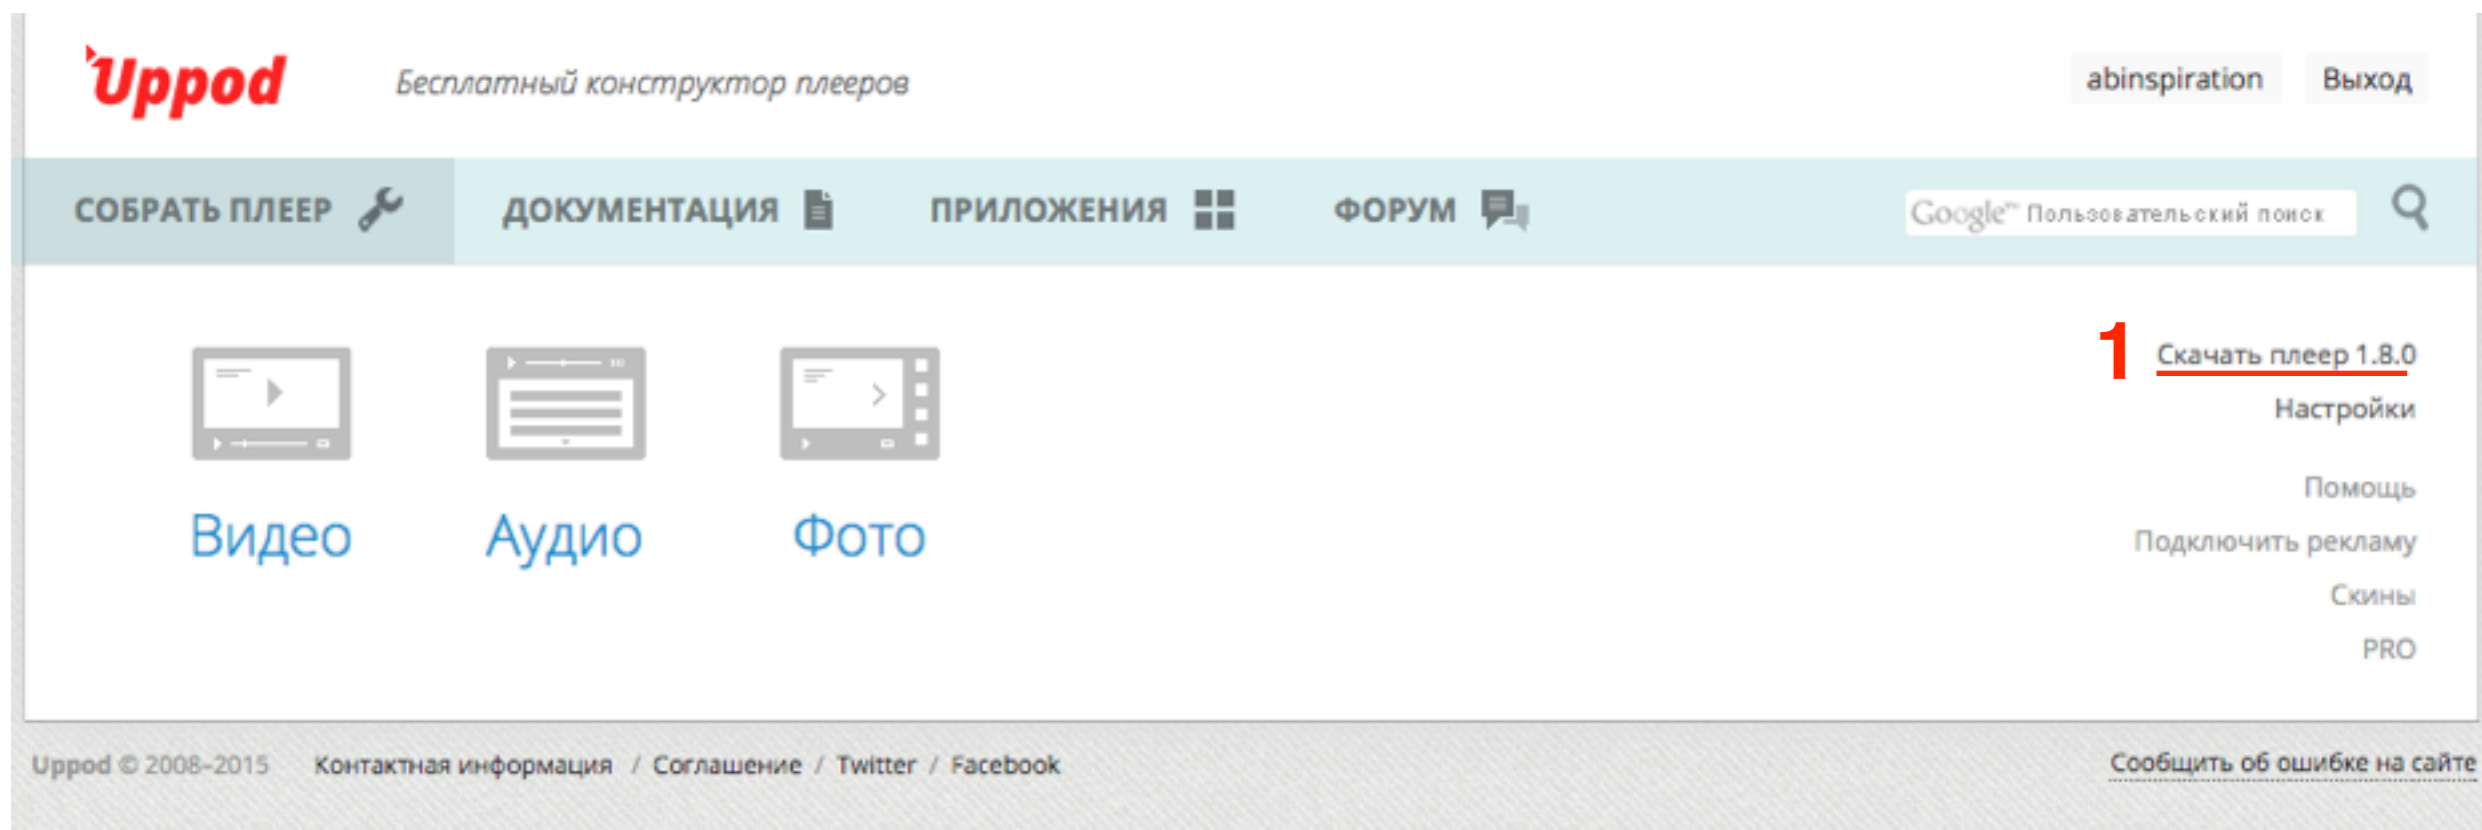 Uppod Бесплатный конструктор плееров abinspiration Выход
СОБРАТЬ ПЛЕЕР ДОКУМЕНТАЦИЯ ПРИЛОЖЕНИЯ ФОРУМ Google™ Пользовательский поиск
1 Скачать плеер 1.8.0
Настройки
Видео Аудио Фото
Помощь
Подключить рекламу
Скины
PRO
Uppod © 2008–2015 Контактная информация / Соглашение / Twitter / Facebook Сообщить об ошибке на сайте